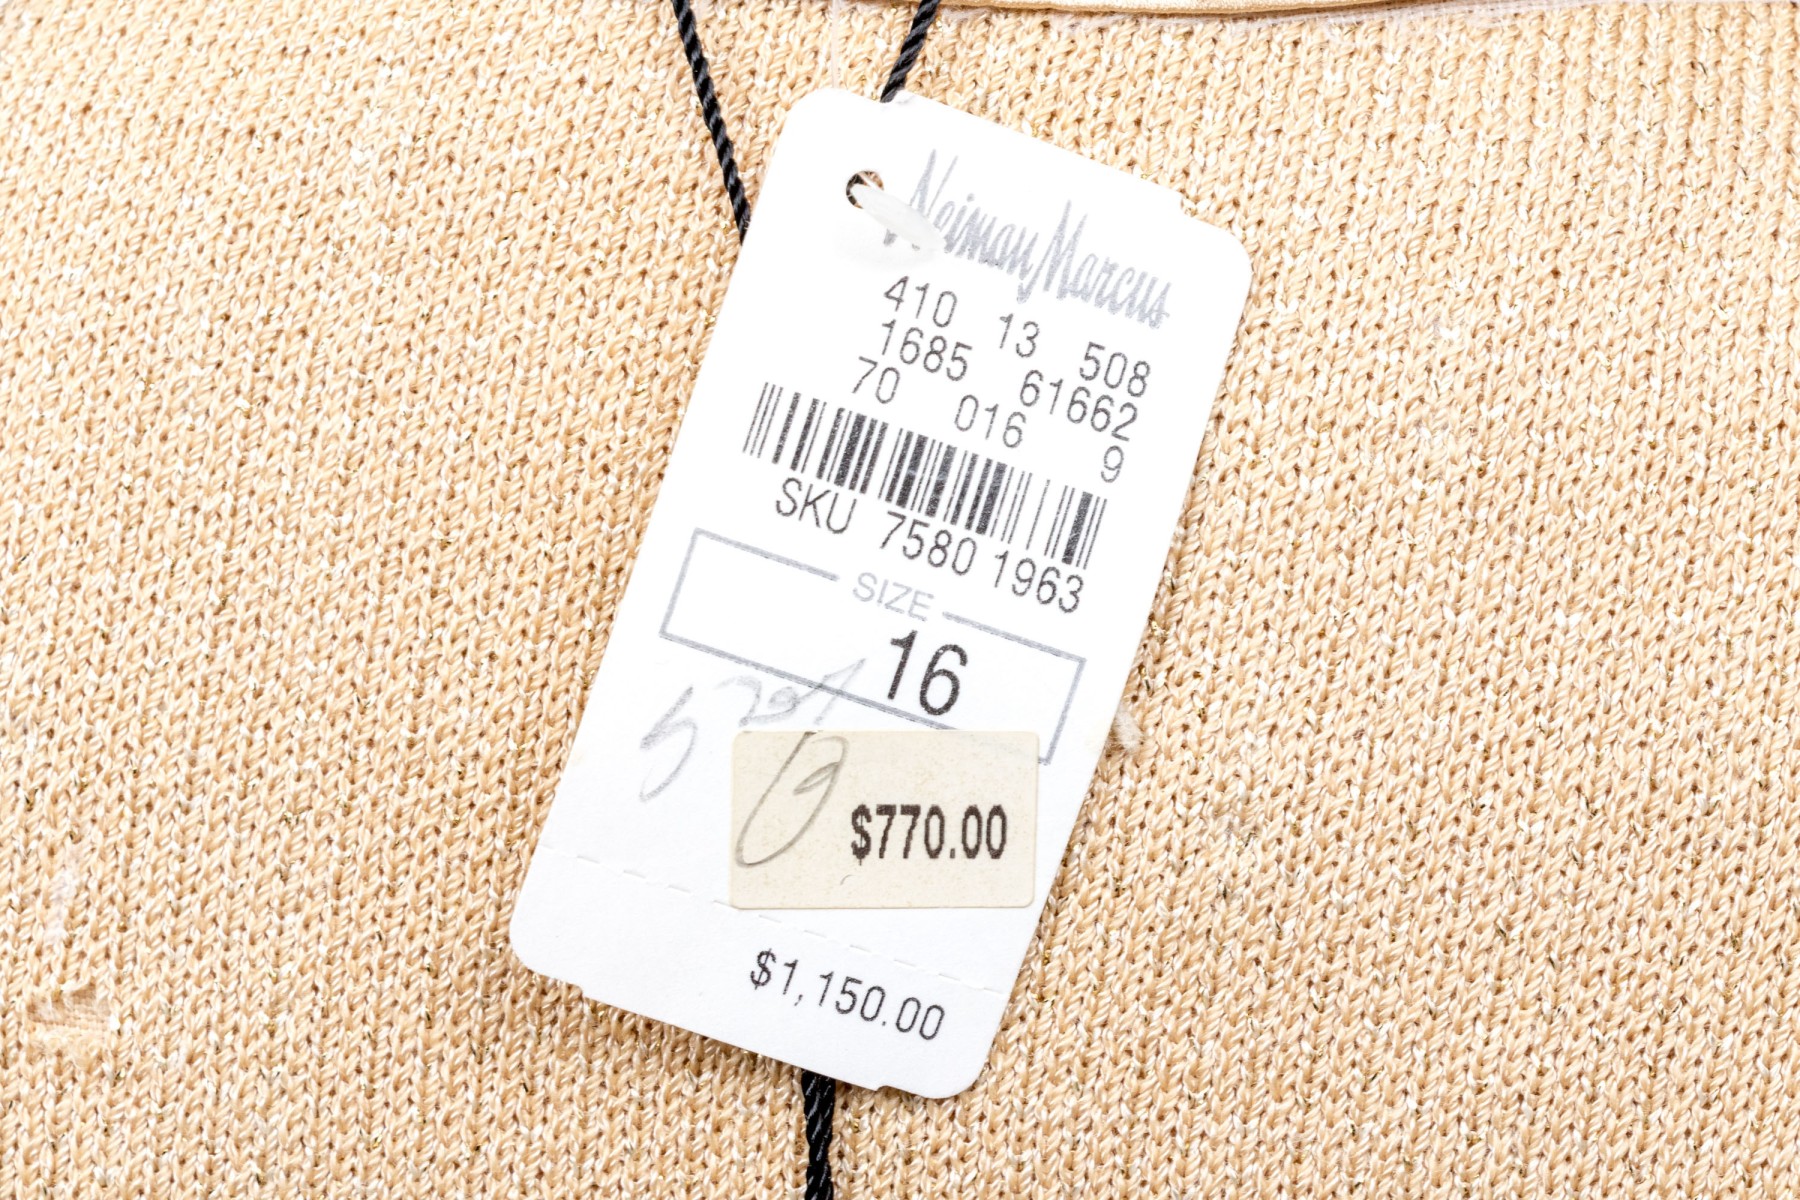 Neiman Marcus
410 13 508
1685 61662
70 016 9
SKU 7580 1963
SIZE
16
$770.00
$1,150.00